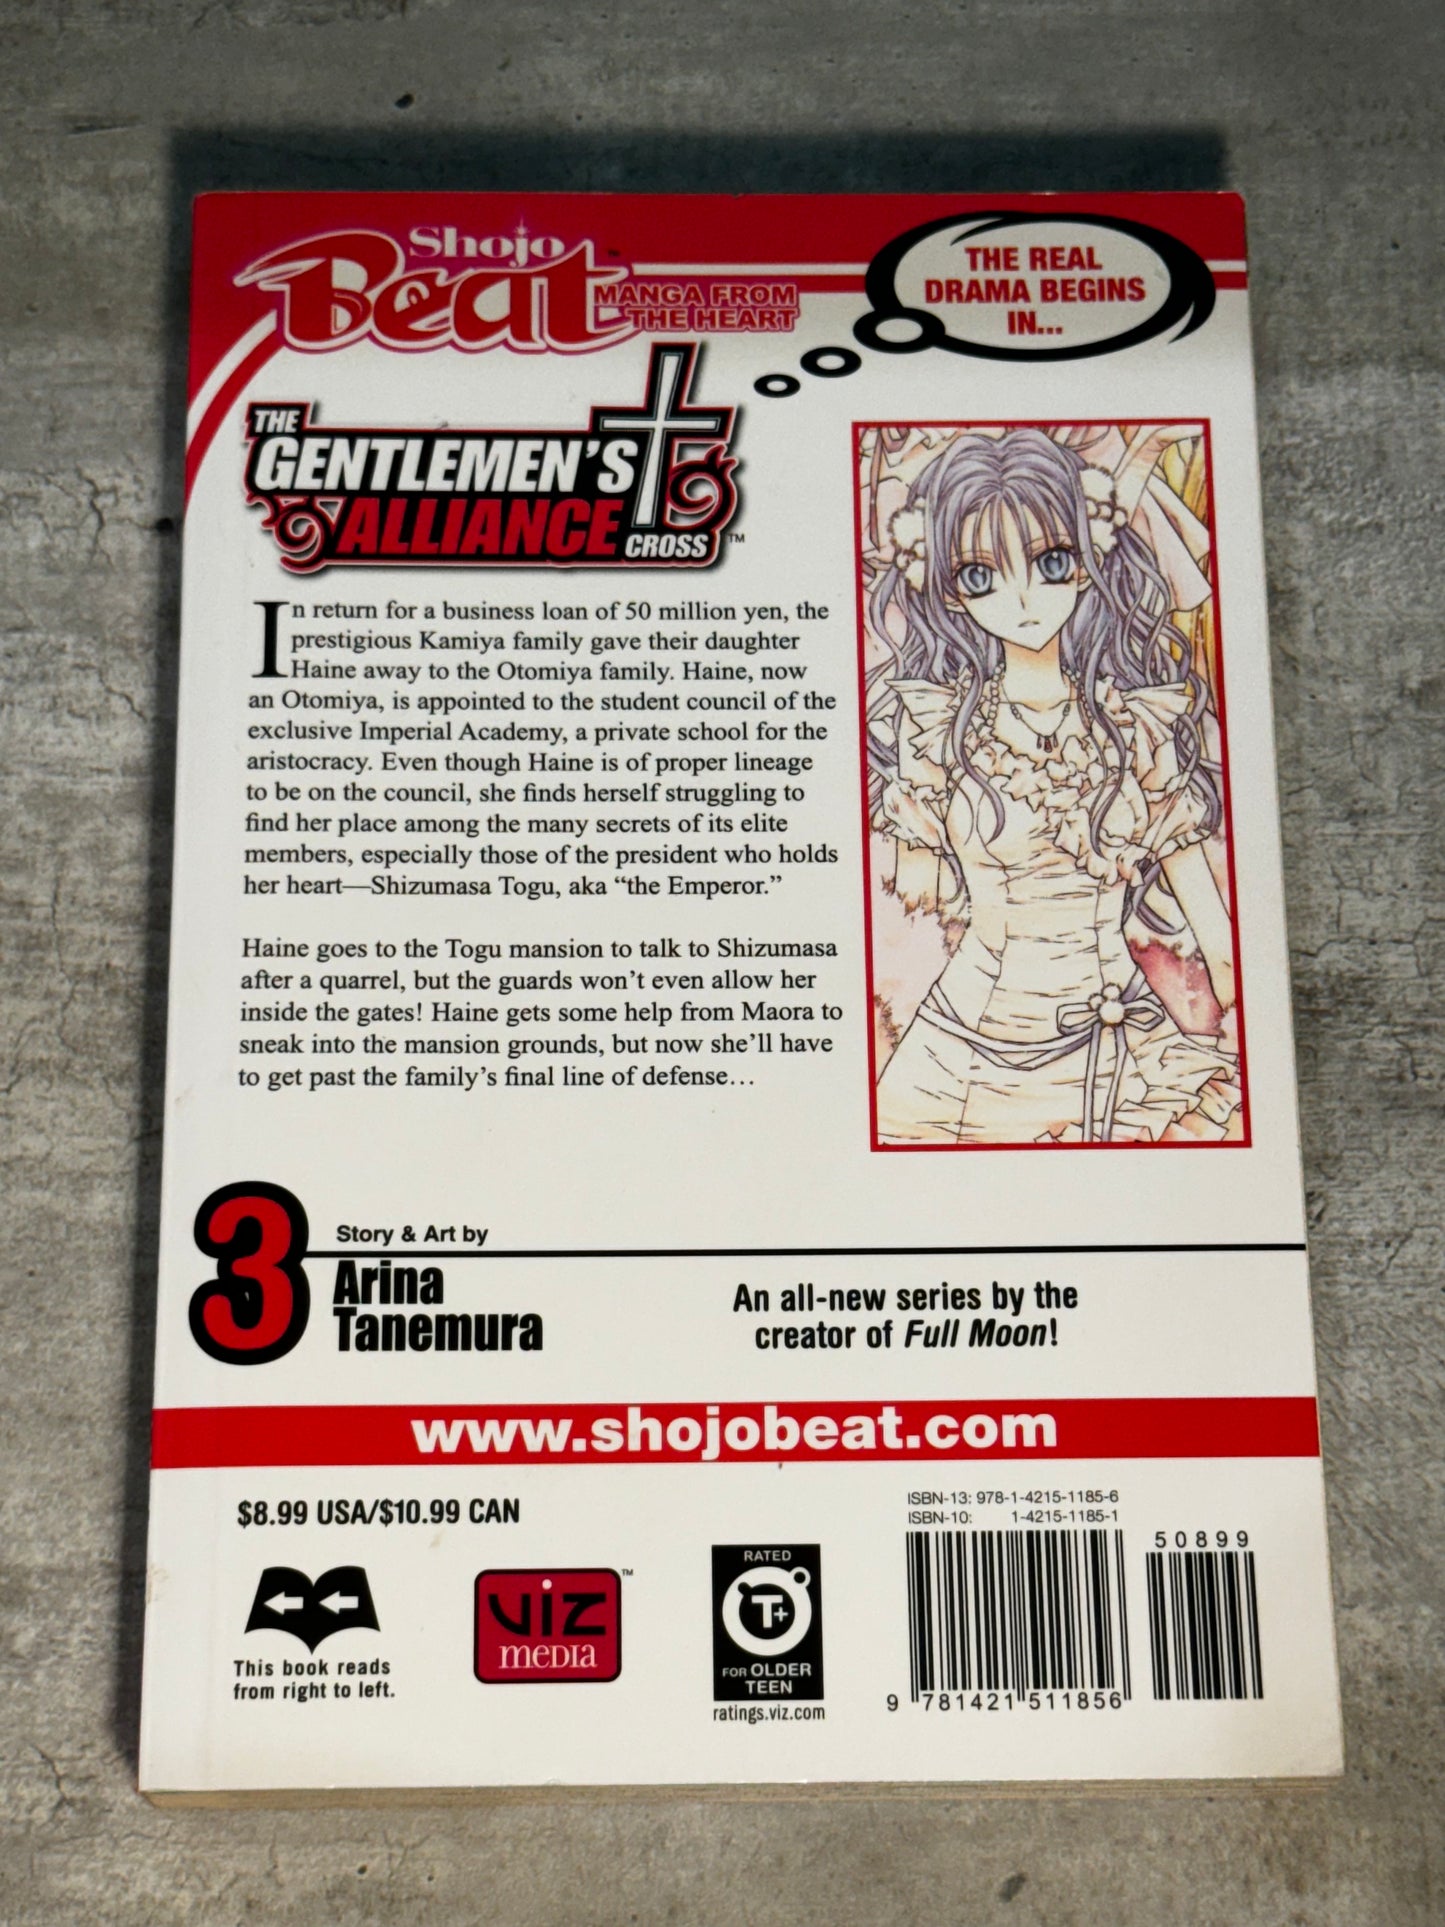 Shojo
Beat™
MANGA FROM
THE HEART
THE REAL
DRAMA BEGINS
IN...
THE
GENTLEMEN'S
ALLIANCE
CROSS™
In return for a business loan of 50 million yen, the
prestigious Kamiya family gave their daughter
Haine away to the Otomiya family. Haine, now
an Otomiya, is appointed to the student council of the
exclusive Imperial Academy, a private school for the
aristocracy. Even though Haine is of proper lineage
to be on the council, she finds herself struggling to
find her place among the many secrets of its elite
members, especially those of the president who holds
her heart—Shizumasa Togu, aka “the Emperor.”
Haine goes to the Togu mansion to talk to Shizumasa
after a quarrel, but the guards won’t even allow her
inside the gates! Haine gets some help from Maora to
sneak into the mansion grounds, but now she’ll have
to get past the family’s final line of defense…
3
Story & Art by
Arina
Tanemura
An all-new series by the
creator of Full Moon!
www.shojobeat.com
$8.99 USA/$10.99 CAN
This book reads
from right to left.
VIZ™
MEDIA
RATED
T+
FOR OLDER
TEEN
ratings.viz.com
ISBN-13: 978-1-4215-1185-6
ISBN-10: 1-4215-1185-1
50899
9 781421 511856